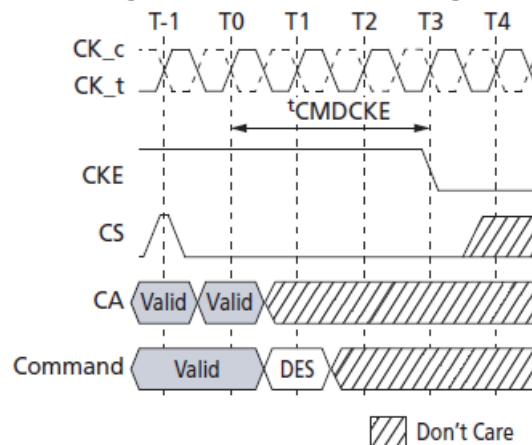 T-1 T0 T1 T2 T3 T4
CK_c
CK_t
tCMDCKE
CKE
CS
CA Valid Valid
Command Valid DES
Don't Care